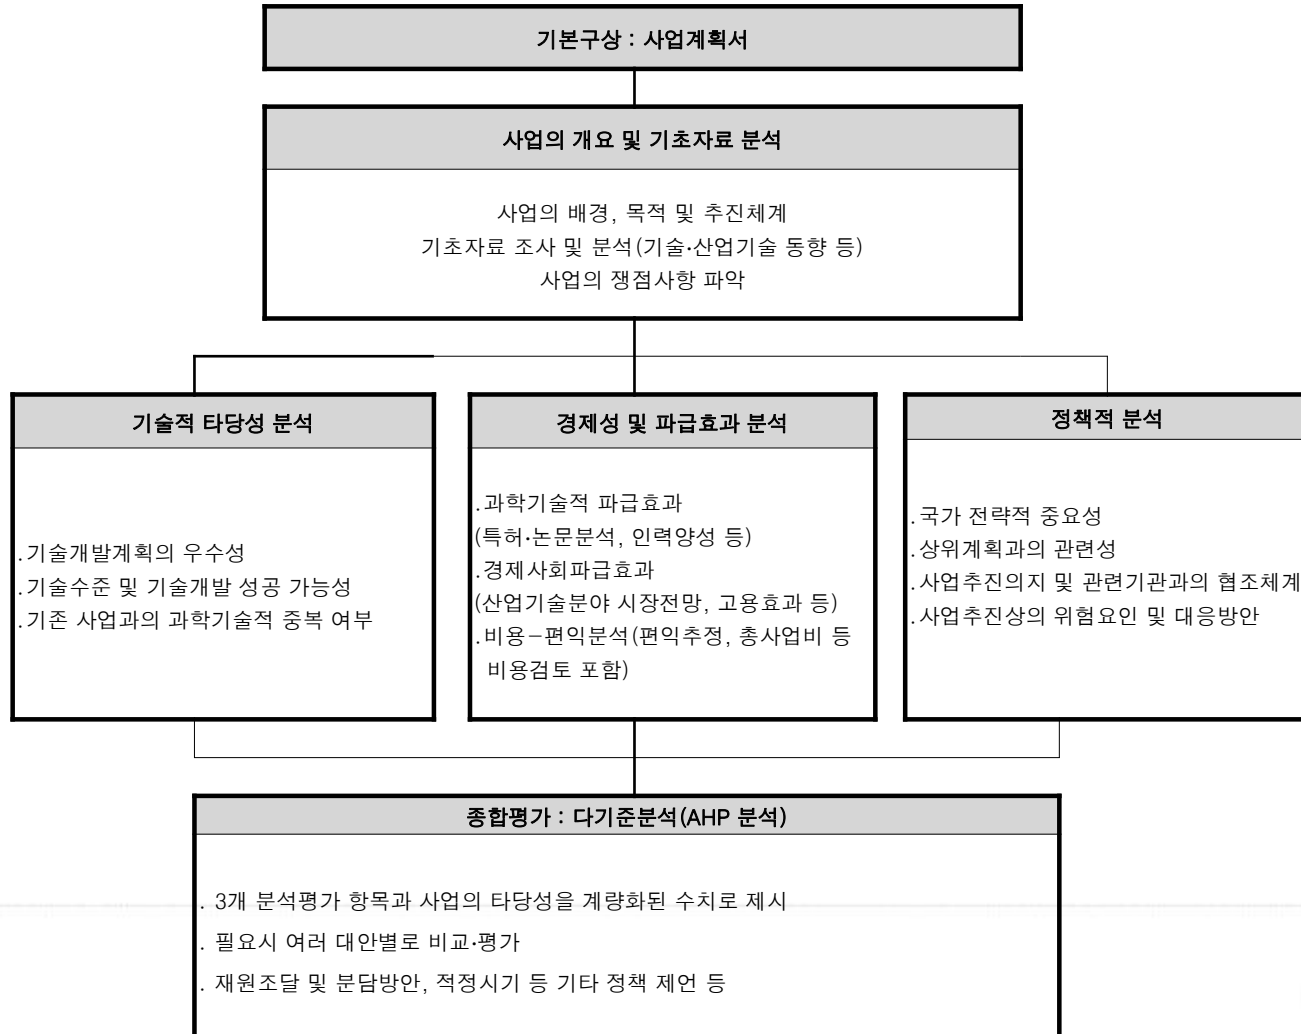 기본구상 : 사업계획서
사업의 개요 및 기초자료 분석
사업의 배경, 목적 및 추진체계
기초자료 조사 및 분석(기술·산업기술 동향 등)
사업의 쟁점사항 파악
기술적 타당성 분석
.기술개발계획의 우수성
.기술수준 및 기술개발 성공 가능성
.기존 사업과의 과학기술적 중복 여부
경제성 및 파급효과 분석
.과학기술적 파급효과
(특허·논문분석, 인력양성 등)
.경제사회파급효과
(산업기술분야 시장전망, 고용효과 등)
.비용-편익분석(편익추정, 총사업비 등
비용검토 포함)
정책적 분석
.국가 전략적 중요성
.상위계획과의 관련성
.사업추진의지 및 관련기관과의 협조체계
.사업추진상의 위험요인 및 대응방안
종합평가 : 다기준분석(AHP 분석)
. 3개 분석평가 항목과 사업의 타당성을 계량화된 수치로 제시
. 필요시 여러 대안별로 비교·평가
. 재원조달 및 분담방안, 적정시기 등 기타 정책 제언 등